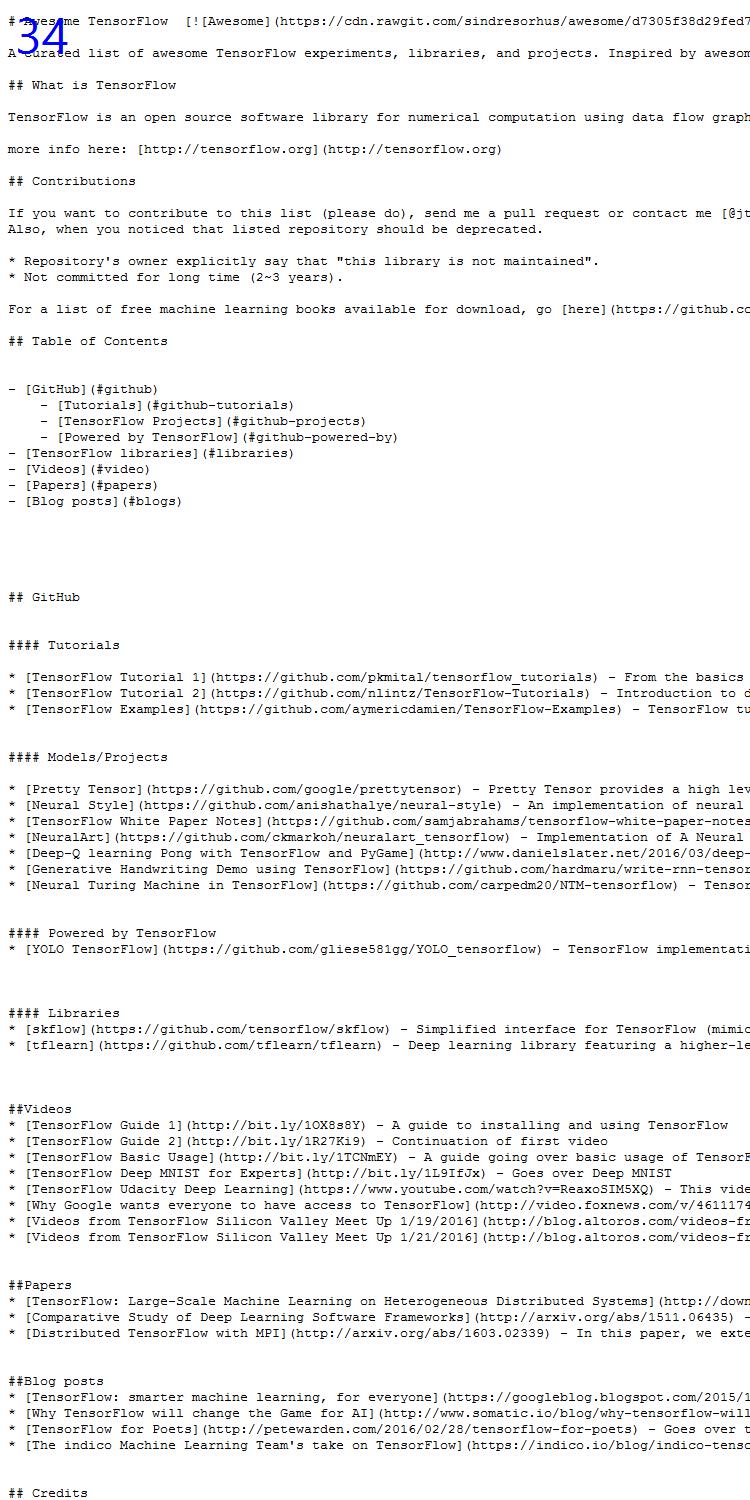 34
# Awesome TensorFlow  [![Awesome](https://cdn.rawgit.com/sindresorhus/awesome/d7305f38d29fed7
A curated list of awesome TensorFlow experiments, libraries, and projects. Inspired by awesom
## What is TensorFlow
TensorFlow is an open source software library for numerical computation using data flow graph
more info here: [http://tensorflow.org](http://tensorflow.org)
## Contributions
If you want to contribute to this list (please do), send me a pull request or contact me [@jt
Also, when you noticed that listed repository should be deprecated.
* Repository's owner explicitly say that "this library is not maintained".
* Not committed for long time (2~3 years).
For a list of free machine learning books available for download, go [here](https://github.co
## Table of Contents
- [GitHub](#github)
    - [Tutorials](#github-tutorials)
    - [TensorFlow Projects](#github-projects)
    - [Powered by TensorFlow](#github-powered-by)
- [TensorFlow libraries](#libraries)
- [Videos](#video)
- [Papers](#papers)
- [Blog posts](#blogs)
## GitHub
#### Tutorials
* [TensorFlow Tutorial 1](https://github.com/pkmital/tensorflow_tutorials) - From the basics
* [TensorFlow Tutorial 2](https://github.com/nlintz/TensorFlow-Tutorials) - Introduction to d
* [TensorFlow Examples](https://github.com/aymericdamien/TensorFlow-Examples) - TensorFlow tu
#### Models/Projects
* [Pretty Tensor](https://github.com/google/prettytensor) - Pretty Tensor provides a high lev
* [Neural Style](https://github.com/anishathalye/neural-style) - An implementation of neural
* [TensorFlow White Paper Notes](https://github.com/samjabrahams/tensorflow-white-paper-notes
* [NeuralArt](https://github.com/ckmarkoh/neuralart_tensorflow) - Implementation of A Neural
* [Deep-Q learning Pong with TensorFlow and PyGame](http://www.danielslater.net/2016/03/deep-
* [Generative Handwriting Demo using TensorFlow](https://github.com/hardmaru/write-rnn-tensor
* [Neural Turing Machine in TensorFlow](https://github.com/carpedm20/NTM-tensorflow) - Tensor
#### Powered by TensorFlow
* [YOLO TensorFlow](https://github.com/gliese581gg/YOLO_tensorflow) - TensorFlow implementati
#### Libraries
* [skflow](https://github.com/tensorflow/skflow) - Simplified interface for TensorFlow (mimic
* [tflearn](https://github.com/tflearn/tflearn) - Deep learning library featuring a higher-le
##Videos
* [TensorFlow Guide 1](http://bit.ly/1OX8s8Y) - A guide to installing and using TensorFlow
* [TensorFlow Guide 2](http://bit.ly/1R27Ki9) - Continuation of first video
* [TensorFlow Basic Usage](http://bit.ly/1TCNmEY) - A guide going over basic usage of TensorF
* [TensorFlow Deep MNIST for Experts](http://bit.ly/1L9IfJx) - Goes over Deep MNIST
* [TensorFlow Udacity Deep Learning](https://www.youtube.com/watch?v=ReaxoSIM5XQ) - This vide
* [Why Google wants everyone to have access to TensorFlow](http://video.foxnews.com/v/4611174
* [Videos from TensorFlow Silicon Valley Meet Up 1/19/2016](http://blog.altoros.com/videos-fr
* [Videos from TensorFlow Silicon Valley Meet Up 1/21/2016](http://blog.altoros.com/videos-fr
##Papers
* [TensorFlow: Large-Scale Machine Learning on Heterogeneous Distributed Systems](http://down
* [Comparative Study of Deep Learning Software Frameworks](http://arxiv.org/abs/1511.06435) -
* [Distributed TensorFlow with MPI](http://arxiv.org/abs/1603.02339) - In this paper, we exte
##Blog posts
* [TensorFlow: smarter machine learning, for everyone](https://googleblog.blogspot.com/2015/1
* [Why TensorFlow will change the Game for AI](http://www.somatic.io/blog/why-tensorflow-will
* [TensorFlow for Poets](http://petewarden.com/2016/02/28/tensorflow-for-poets) - Goes over t
* [The indico Machine Learning Team's take on TensorFlow](https://indico.io/blog/indico-tenso
## Credits